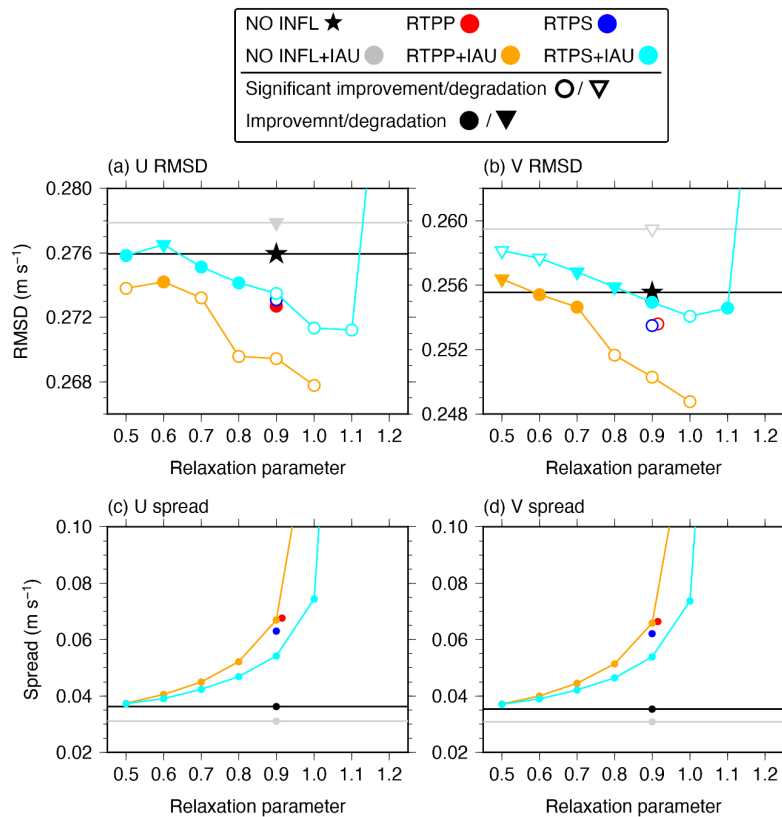 NO INFL RTPP RTPS
NO INFL+IAU RTPP+IAU RTPS+IAU
Significant improvement/degradation /
Improvemnt/degradation /
(a) U RMSD
0.280
0.276
0.272
0.268
RMSD (m s⁻¹)
0.5 0.6 0.7 0.8 0.9 1.0 1.1 1.2
Relaxation parameter
(b) V RMSD
0.260
0.256
0.252
0.248
0.5 0.6 0.7 0.8 0.9 1.0 1.1 1.2
Relaxation parameter
(c) U spread
0.10
0.08
0.06
0.04
0.02
Spread (m s⁻¹)
0.5 0.6 0.7 0.8 0.9 1.0 1.1 1.2
Relaxation parameter
(d) V spread
0.10
0.08
0.06
0.04
0.02
0.5 0.6 0.7 0.8 0.9 1.0 1.1 1.2
Relaxation parameter